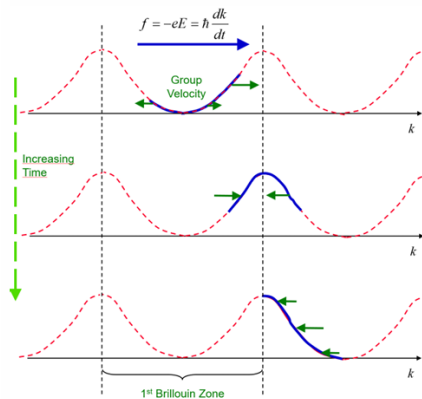 f = -eE = ħ dk/dt
Group
Velocity
k
Increasing
Time
k
k
1st Brillouin Zone